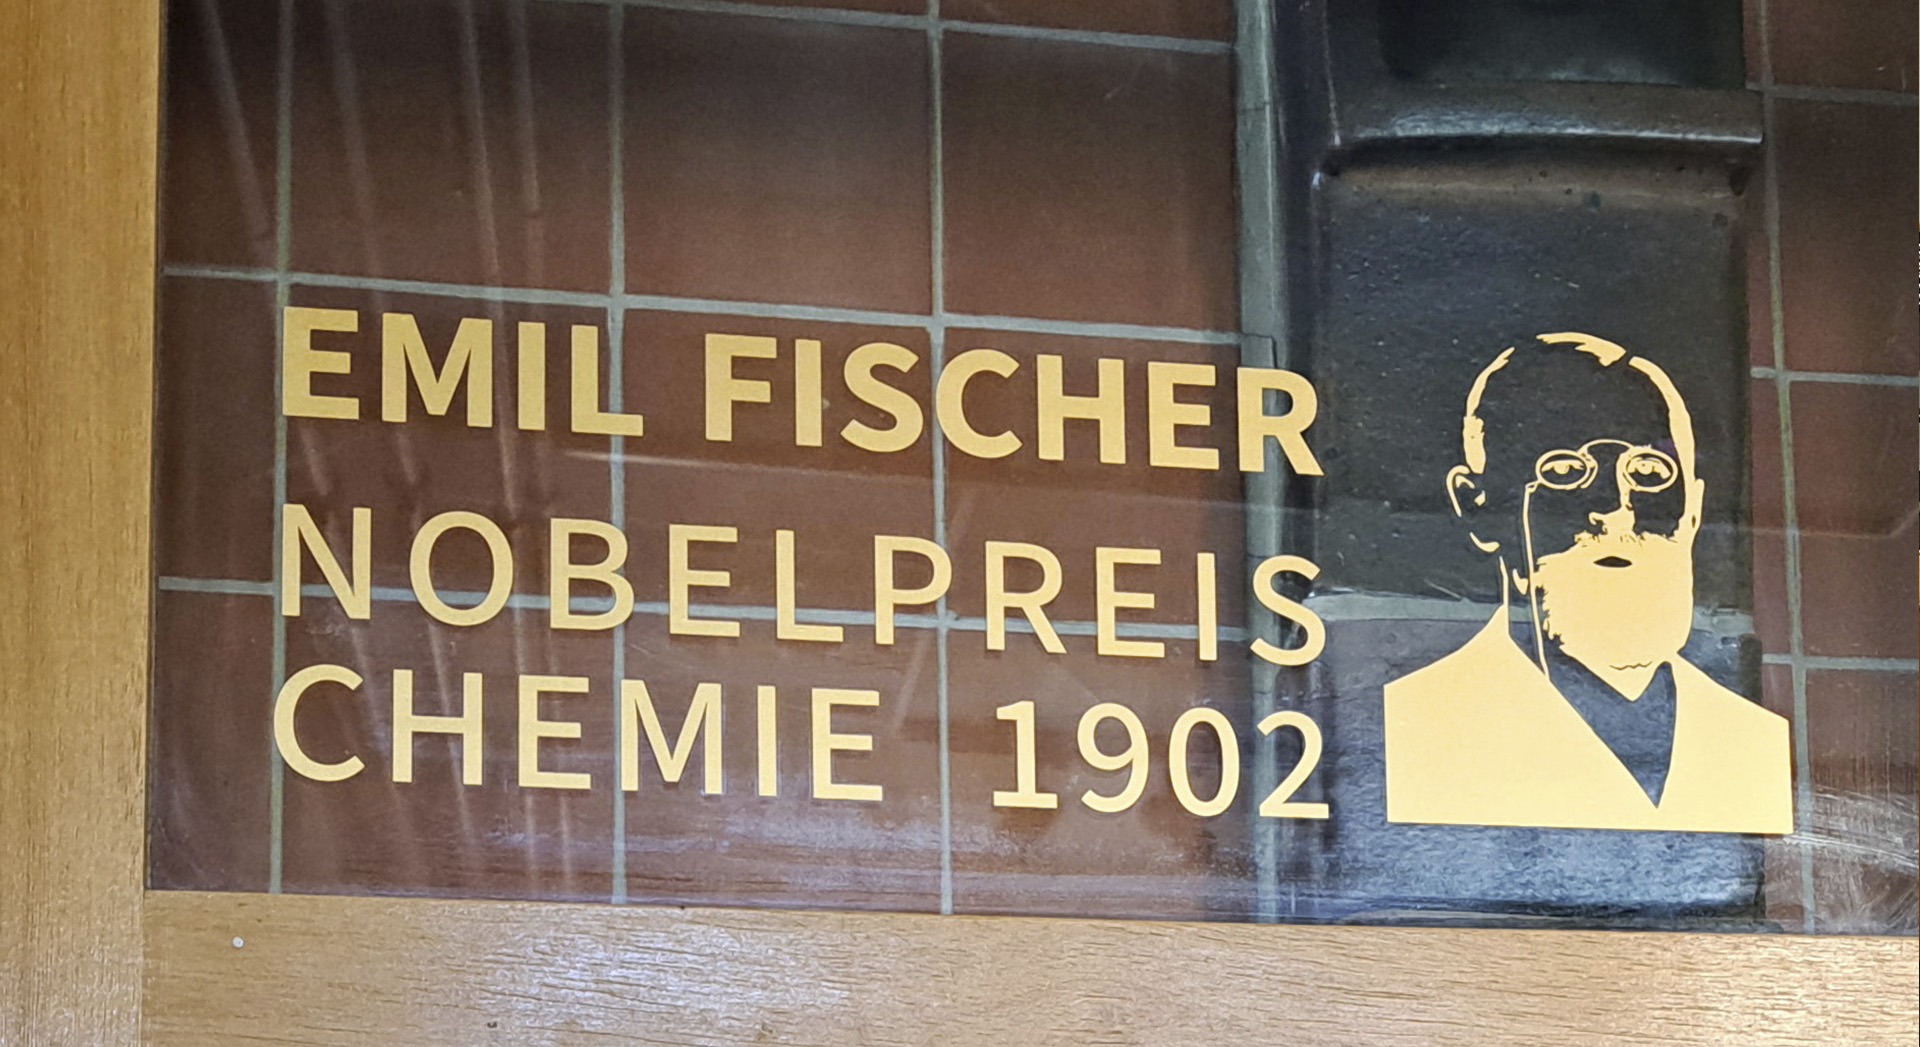 EMIL FISCHER
NOBELPREIS
CHEMIE 1902